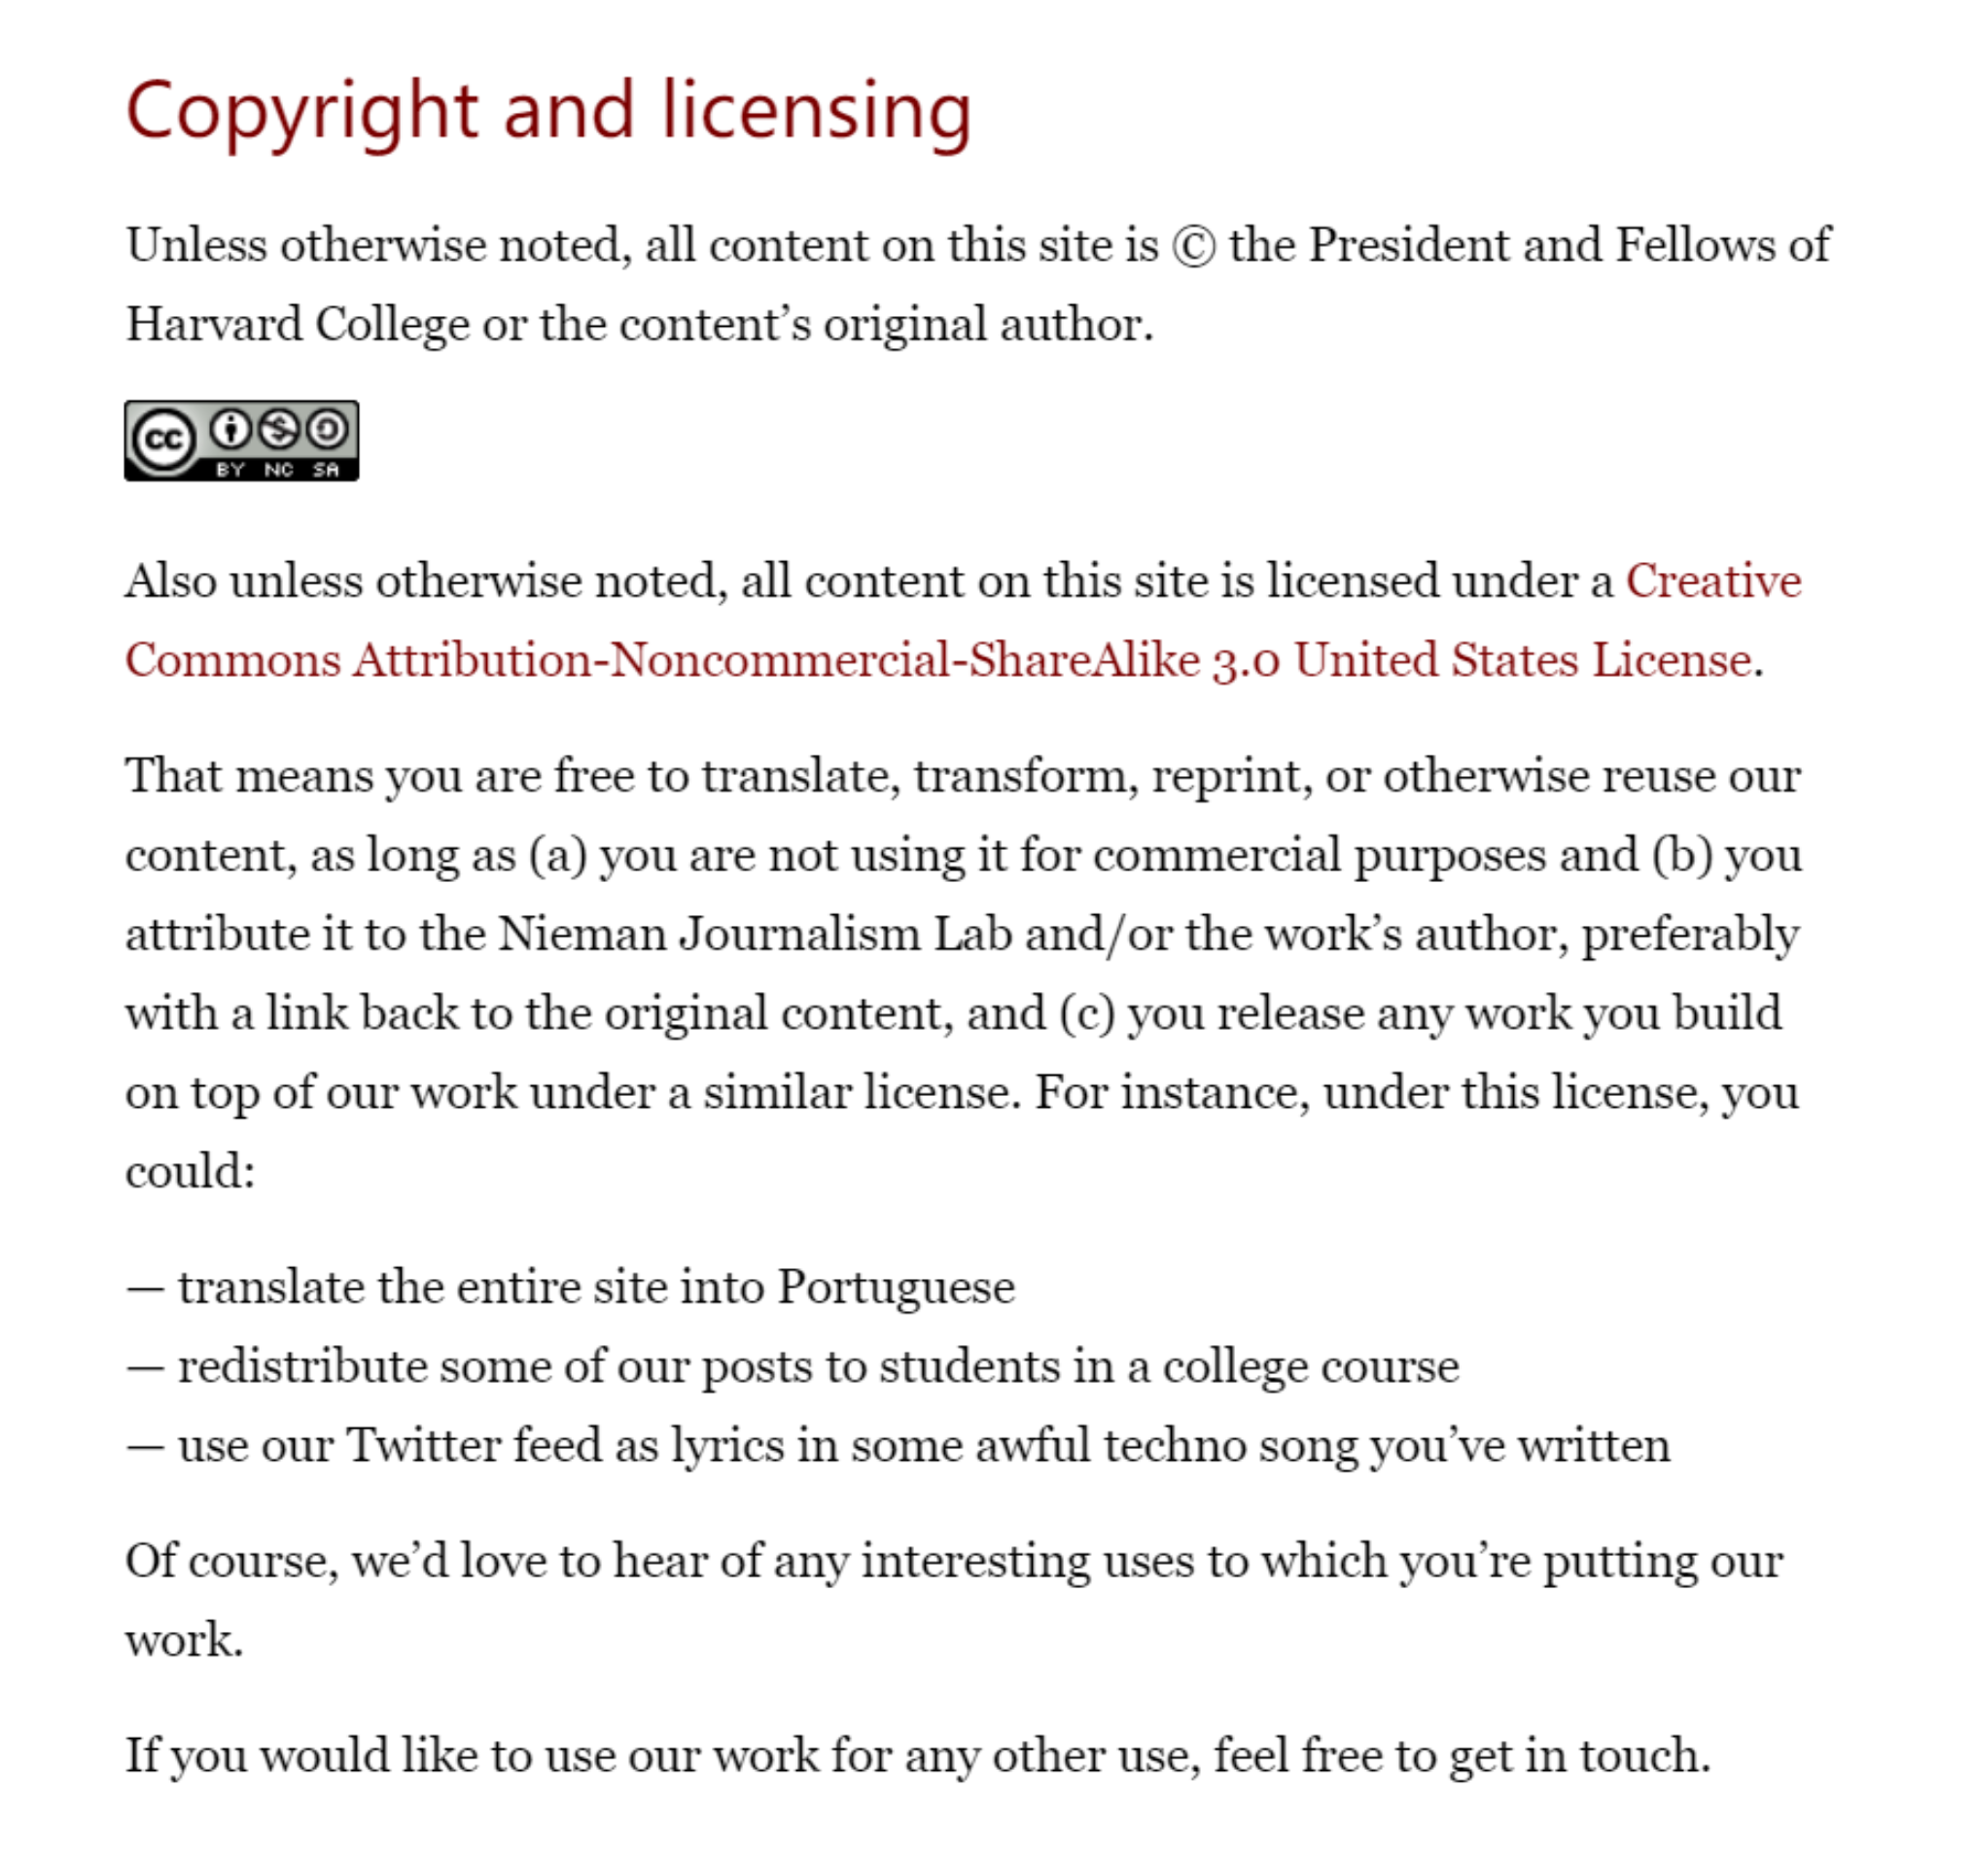 Copyright and licensing
Unless otherwise noted, all content on this site is © the President and Fellows of
Harvard College or the content’s original author.
cc
BY NC SA
Also unless otherwise noted, all content on this site is licensed under a Creative
Commons Attribution-Noncommercial-ShareAlike 3.0 United States License.
That means you are free to translate, transform, reprint, or otherwise reuse our
content, as long as (a) you are not using it for commercial purposes and (b) you
attribute it to the Nieman Journalism Lab and/or the work’s author, preferably
with a link back to the original content, and (c) you release any work you build
on top of our work under a similar license. For instance, under this license, you
could:
— translate the entire site into Portuguese
— redistribute some of our posts to students in a college course
— use our Twitter feed as lyrics in some awful techno song you’ve written
Of course, we’d love to hear of any interesting uses to which you’re putting our
work.
If you would like to use our work for any other use, feel free to get in touch.